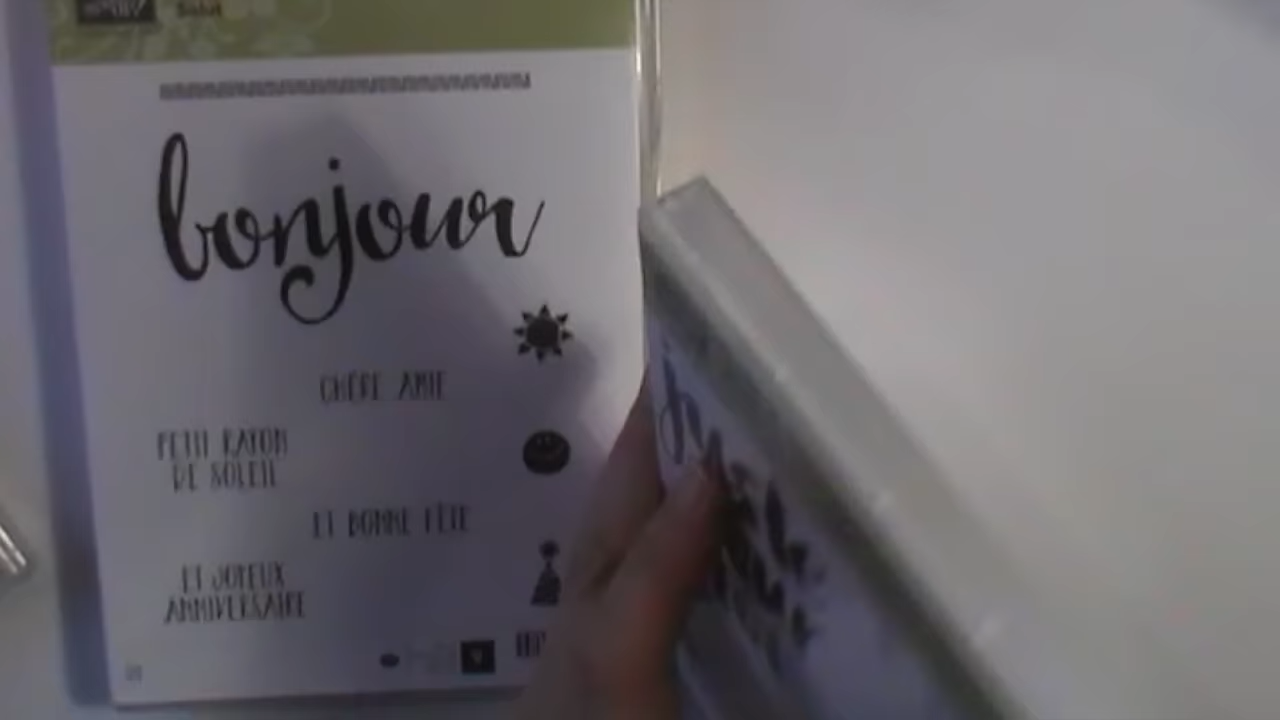 bonjour
CHÈRE AMIE
PETIT RAYON
DE SOLEIL
ET BONNE FÊTE
ET JOYEUX
ANNIVERSAIRE